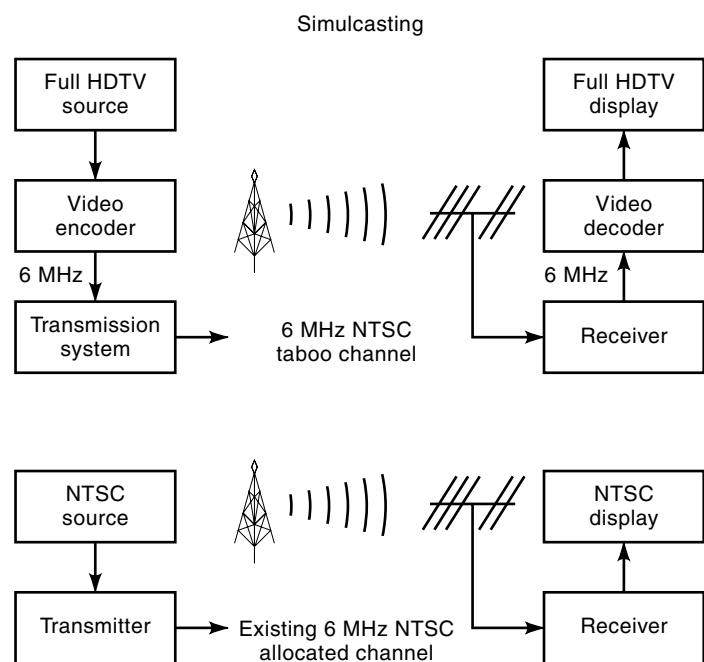 Simulcasting
Full HDTV
source
Full HDTV
display
Video
encoder
Video
decoder
6 MHz
6 MHz
Transmission
system
6 MHz NTSC
taboo channel
Receiver
NTSC
source
NTSC
display
Transmitter
Existing 6 MHz NTSC
allocated channel
Receiver